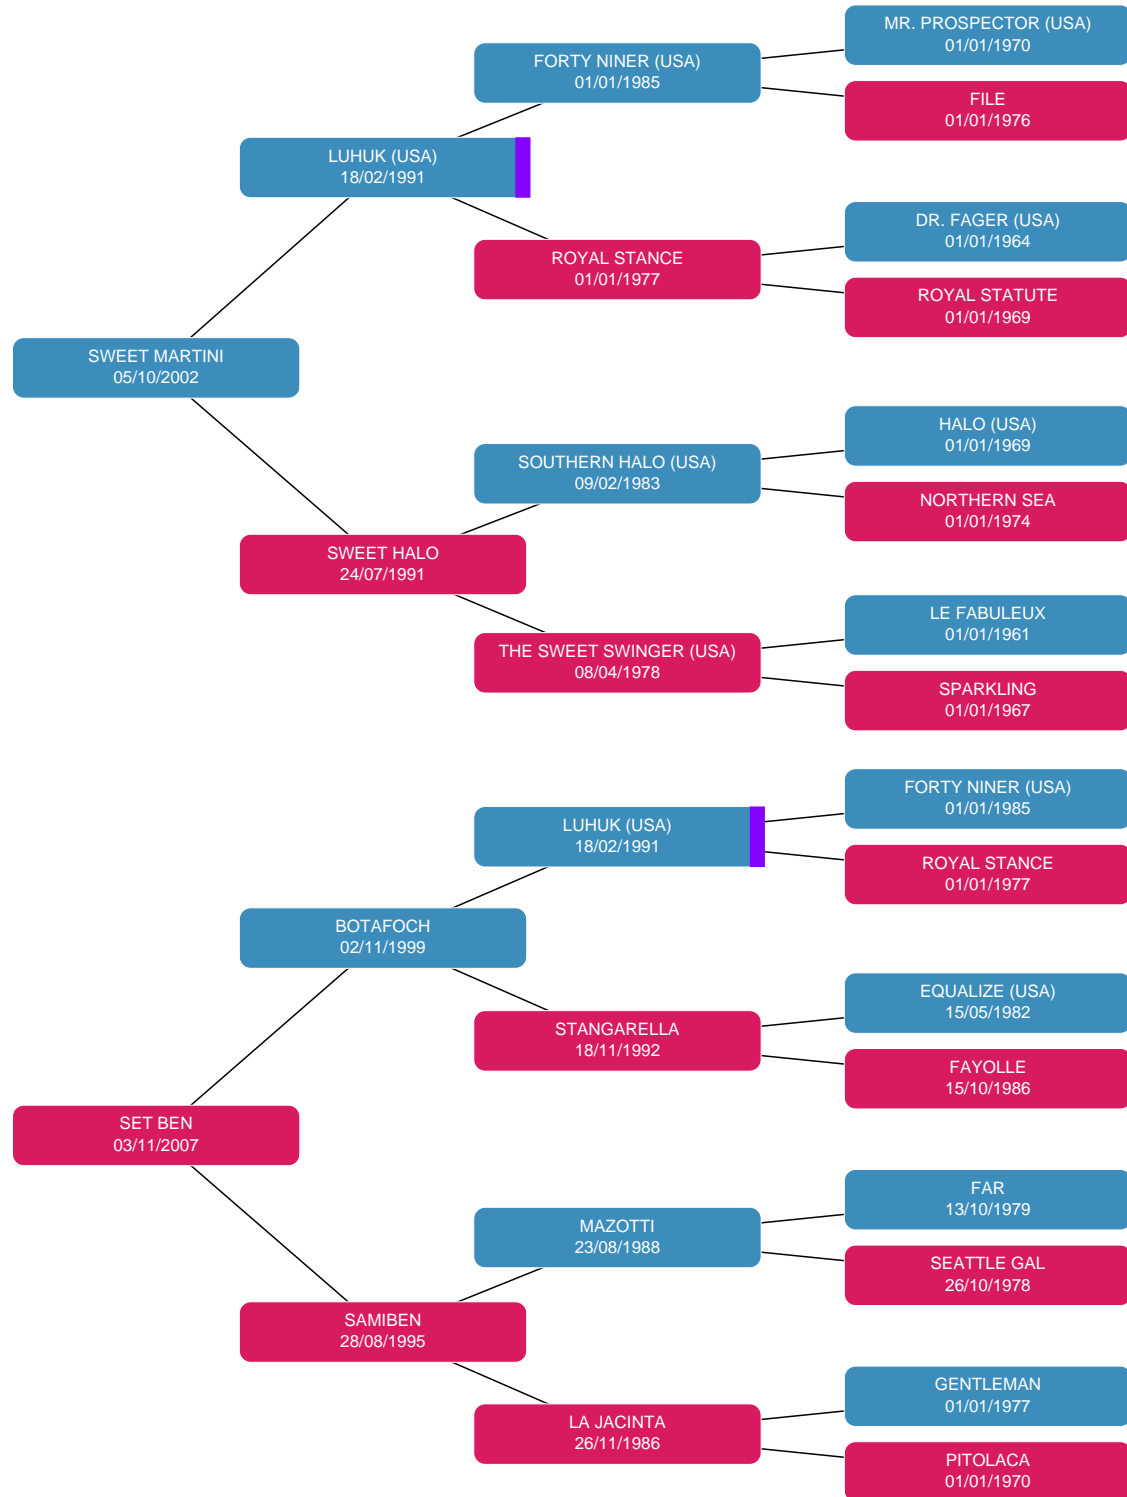 MR. PROSPECTOR (USA)
01/01/1970
FORTY NINER (USA)
01/01/1985
FILE
01/01/1976
LUHUK (USA)
18/02/1991
DR. FAGER (USA)
01/01/1964
ROYAL STANCE
01/01/1977
ROYAL STATUTE
01/01/1969
SWEET MARTINI
05/10/2002
HALO (USA)
01/01/1969
SOUTHERN HALO (USA)
09/02/1983
NORTHERN SEA
01/01/1974
SWEET HALO
24/07/1991
LE FABULEUX
01/01/1961
THE SWEET SWINGER (USA)
08/04/1978
SPARKLING
01/01/1967
FORTY NINER (USA)
01/01/1985
LUHUK (USA)
18/02/1991
ROYAL STANCE
01/01/1977
BOTAFOCH
02/11/1999
EQUALIZE (USA)
15/05/1982
STANGARELLA
18/11/1992
FAYOLLE
15/10/1986
SET BEN
03/11/2007
FAR
13/10/1979
MAZOTTI
23/08/1988
SEATTLE GAL
26/10/1978
SAMIBEN
28/08/1995
GENTLEMAN
01/01/1977
LA JACINTA
26/11/1986
PITOLACA
01/01/1970